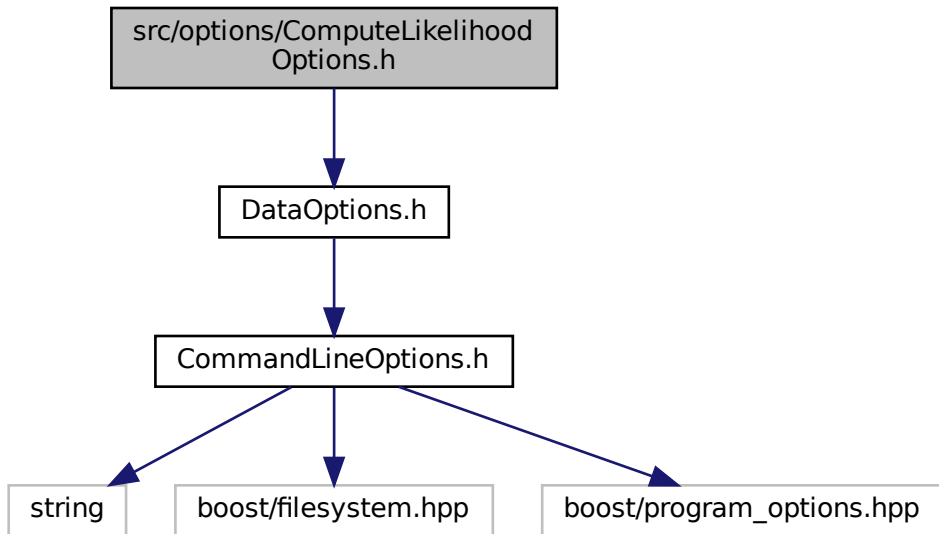 src/options/ComputeLikelihood
Options.h
DataOptions.h
CommandLineOptions.h
string
boost/filesystem.hpp
boost/program_options.hpp